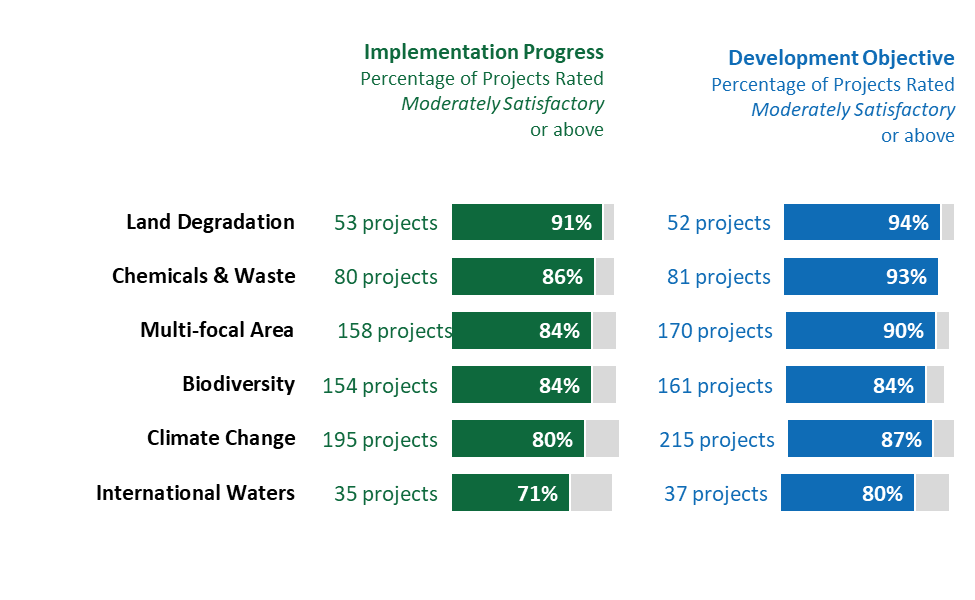 Implementation Progress
Percentage of Projects Rated
Moderately Satisfactory
or above
Development Objective
Percentage of Projects Rated
Moderately Satisfactory
or above
Land Degradation 53 projects 91% 52 projects 94%
Chemicals & Waste 80 projects 86% 81 projects 93%
Multi-focal Area 158 projects 84% 170 projects 90%
Biodiversity 154 projects 84% 161 projects 84%
Climate Change 195 projects 80% 215 projects 87%
International Waters 35 projects 71% 37 projects 80%